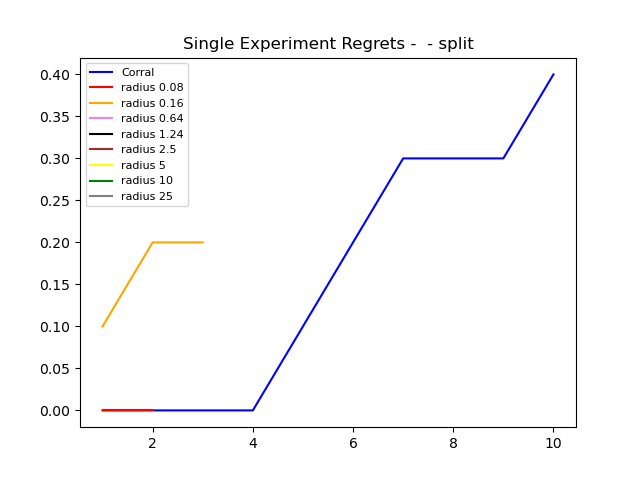 Single Experiment Regrets -  - split
Corral
radius 0.08
radius 0.16
radius 0.64
radius 1.24
radius 2.5
radius 5
radius 10
radius 25
0.40
0.35
0.30
0.25
0.20
0.15
0.10
0.05
0.00
2 4 6 8 10